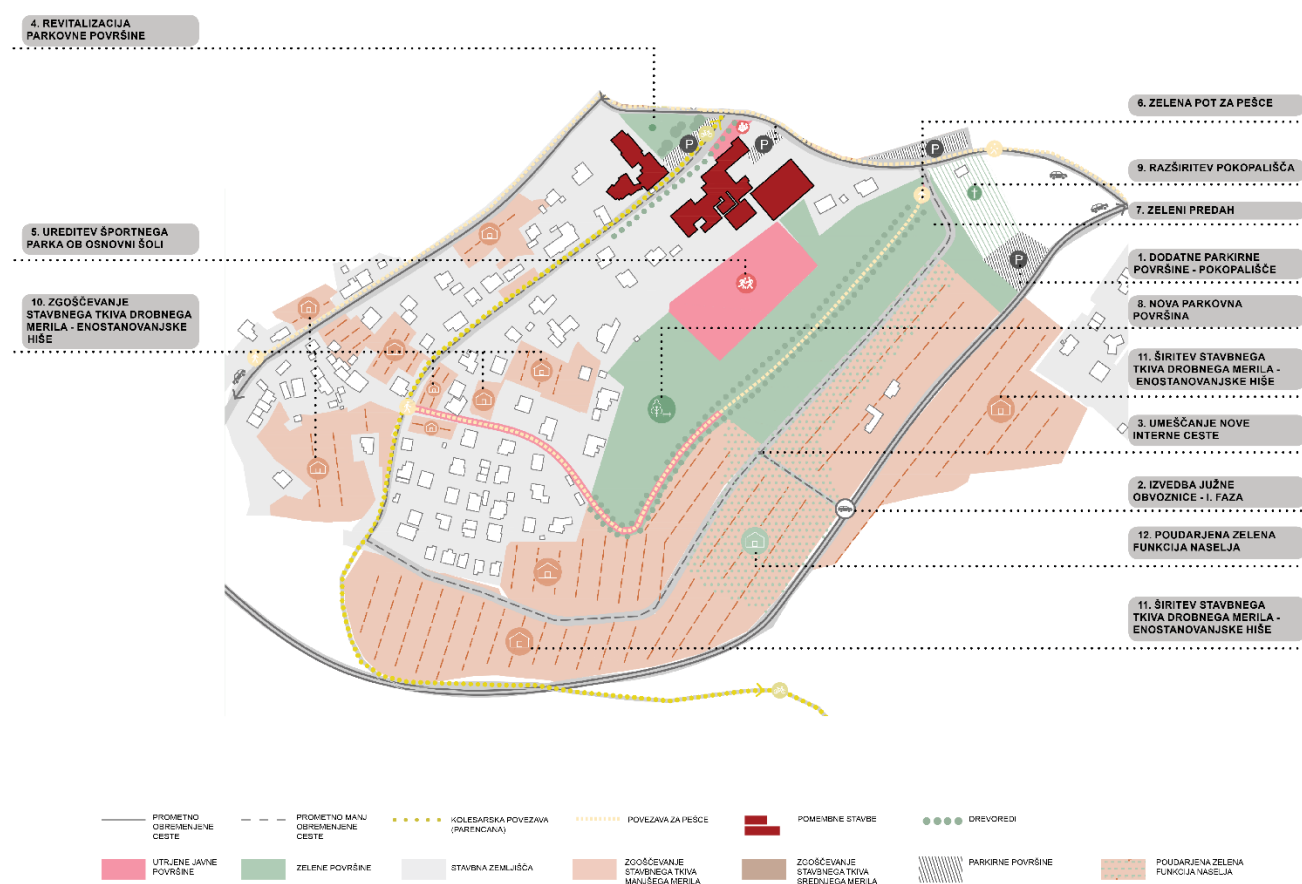 4. REVITALIZACIJA
PARKOVNE POVRŠINE
5. UREDITEV ŠPORTNEGA
PARKA OB OSNOVNI ŠOLI
10. ZGOŠČEVANJE
STAVBNEGA TKIVA DROBNEGA
MERILA - ENOSTANOVANJSKE
HIŠE
P
P
P
P
6. ZELENA POT ZA PEŠCE
9. RAZŠIRITEV POKOPALIŠČA
7. ZELENI PREDAH
1. DODATNE PARKIRNE
POVRŠINE - POKOPALIŠČE
8. NOVA PARKOVNA
POVRŠINA
11. ŠIRITEV STAVBNEGA
TKIVA DROBNEGA MERILA -
ENOSTANOVANJSKE HIŠE
3. UMEŠČANJE NOVE
INTERNE CESTE
2. IZVEDBA JUŽNE
OBVOZNICE - I. FAZA
12. POUDARJENA ZELENA
FUNKCIJA NASELJA
11. ŠIRITEV STAVBNEGA
TKIVA DROBNEGA MERILA -
ENOSTANOVANJSKE HIŠE
PROMETNO
OBREMENJENE
CESTE
PROMETNO MANJ
OBREMENJENE
CESTE
KOLESARSKA POVEZAVA
(PARENCANA)
POVEZAVA ZA PEŠCE
POMEMBNE STAVBE
DREVOREDI
UTRJENE JAVNE
POVRŠINE
ZELENE POVRŠINE
STAVBNA ZEMLJIŠČA
ZGOŠČEVANJE
STAVBNEGA TKIVA
MANJŠEGA MERILA
ZGOŠČEVANJE
STAVBNEGA TKIVA
SREDNJEGA MERILA
PARKIRNE POVRŠINE
POUDARJENA ZELENA
FUNKCIJA NASELJA